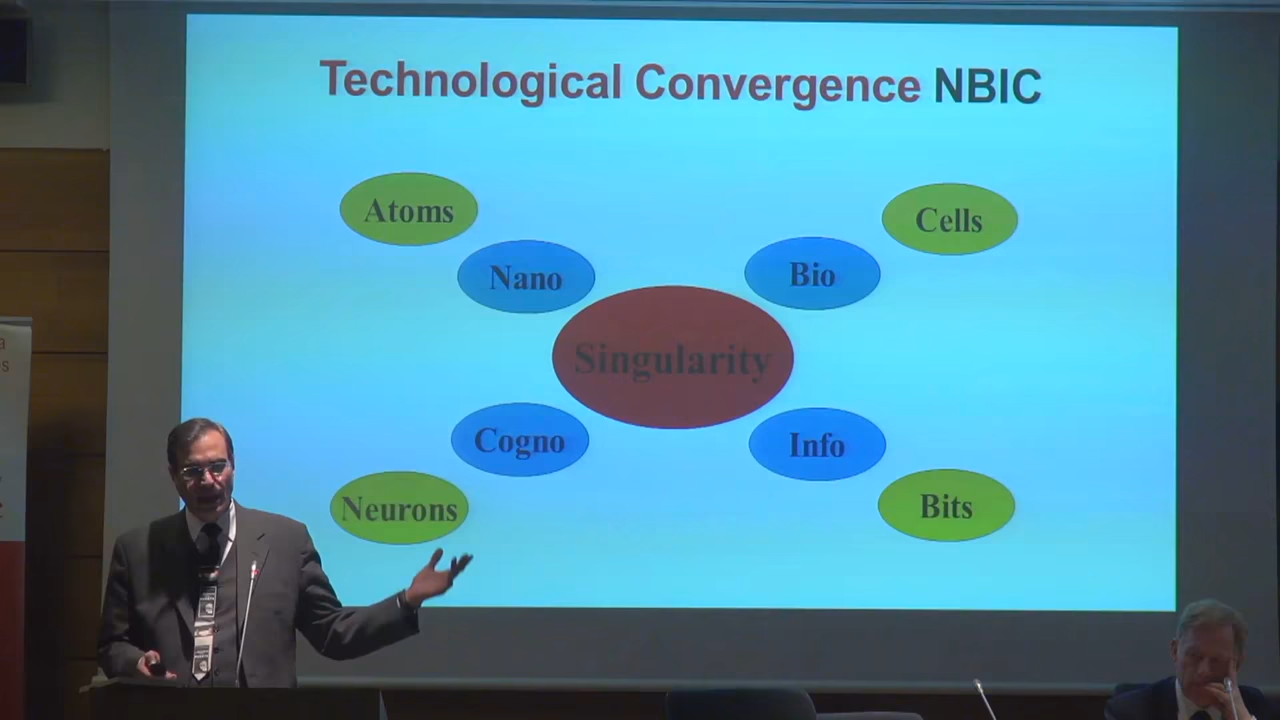 Technological Convergence NBIC
Atoms
Cells
Nano
Bio
Singularity
Cogno
Info
Neurons
Bits